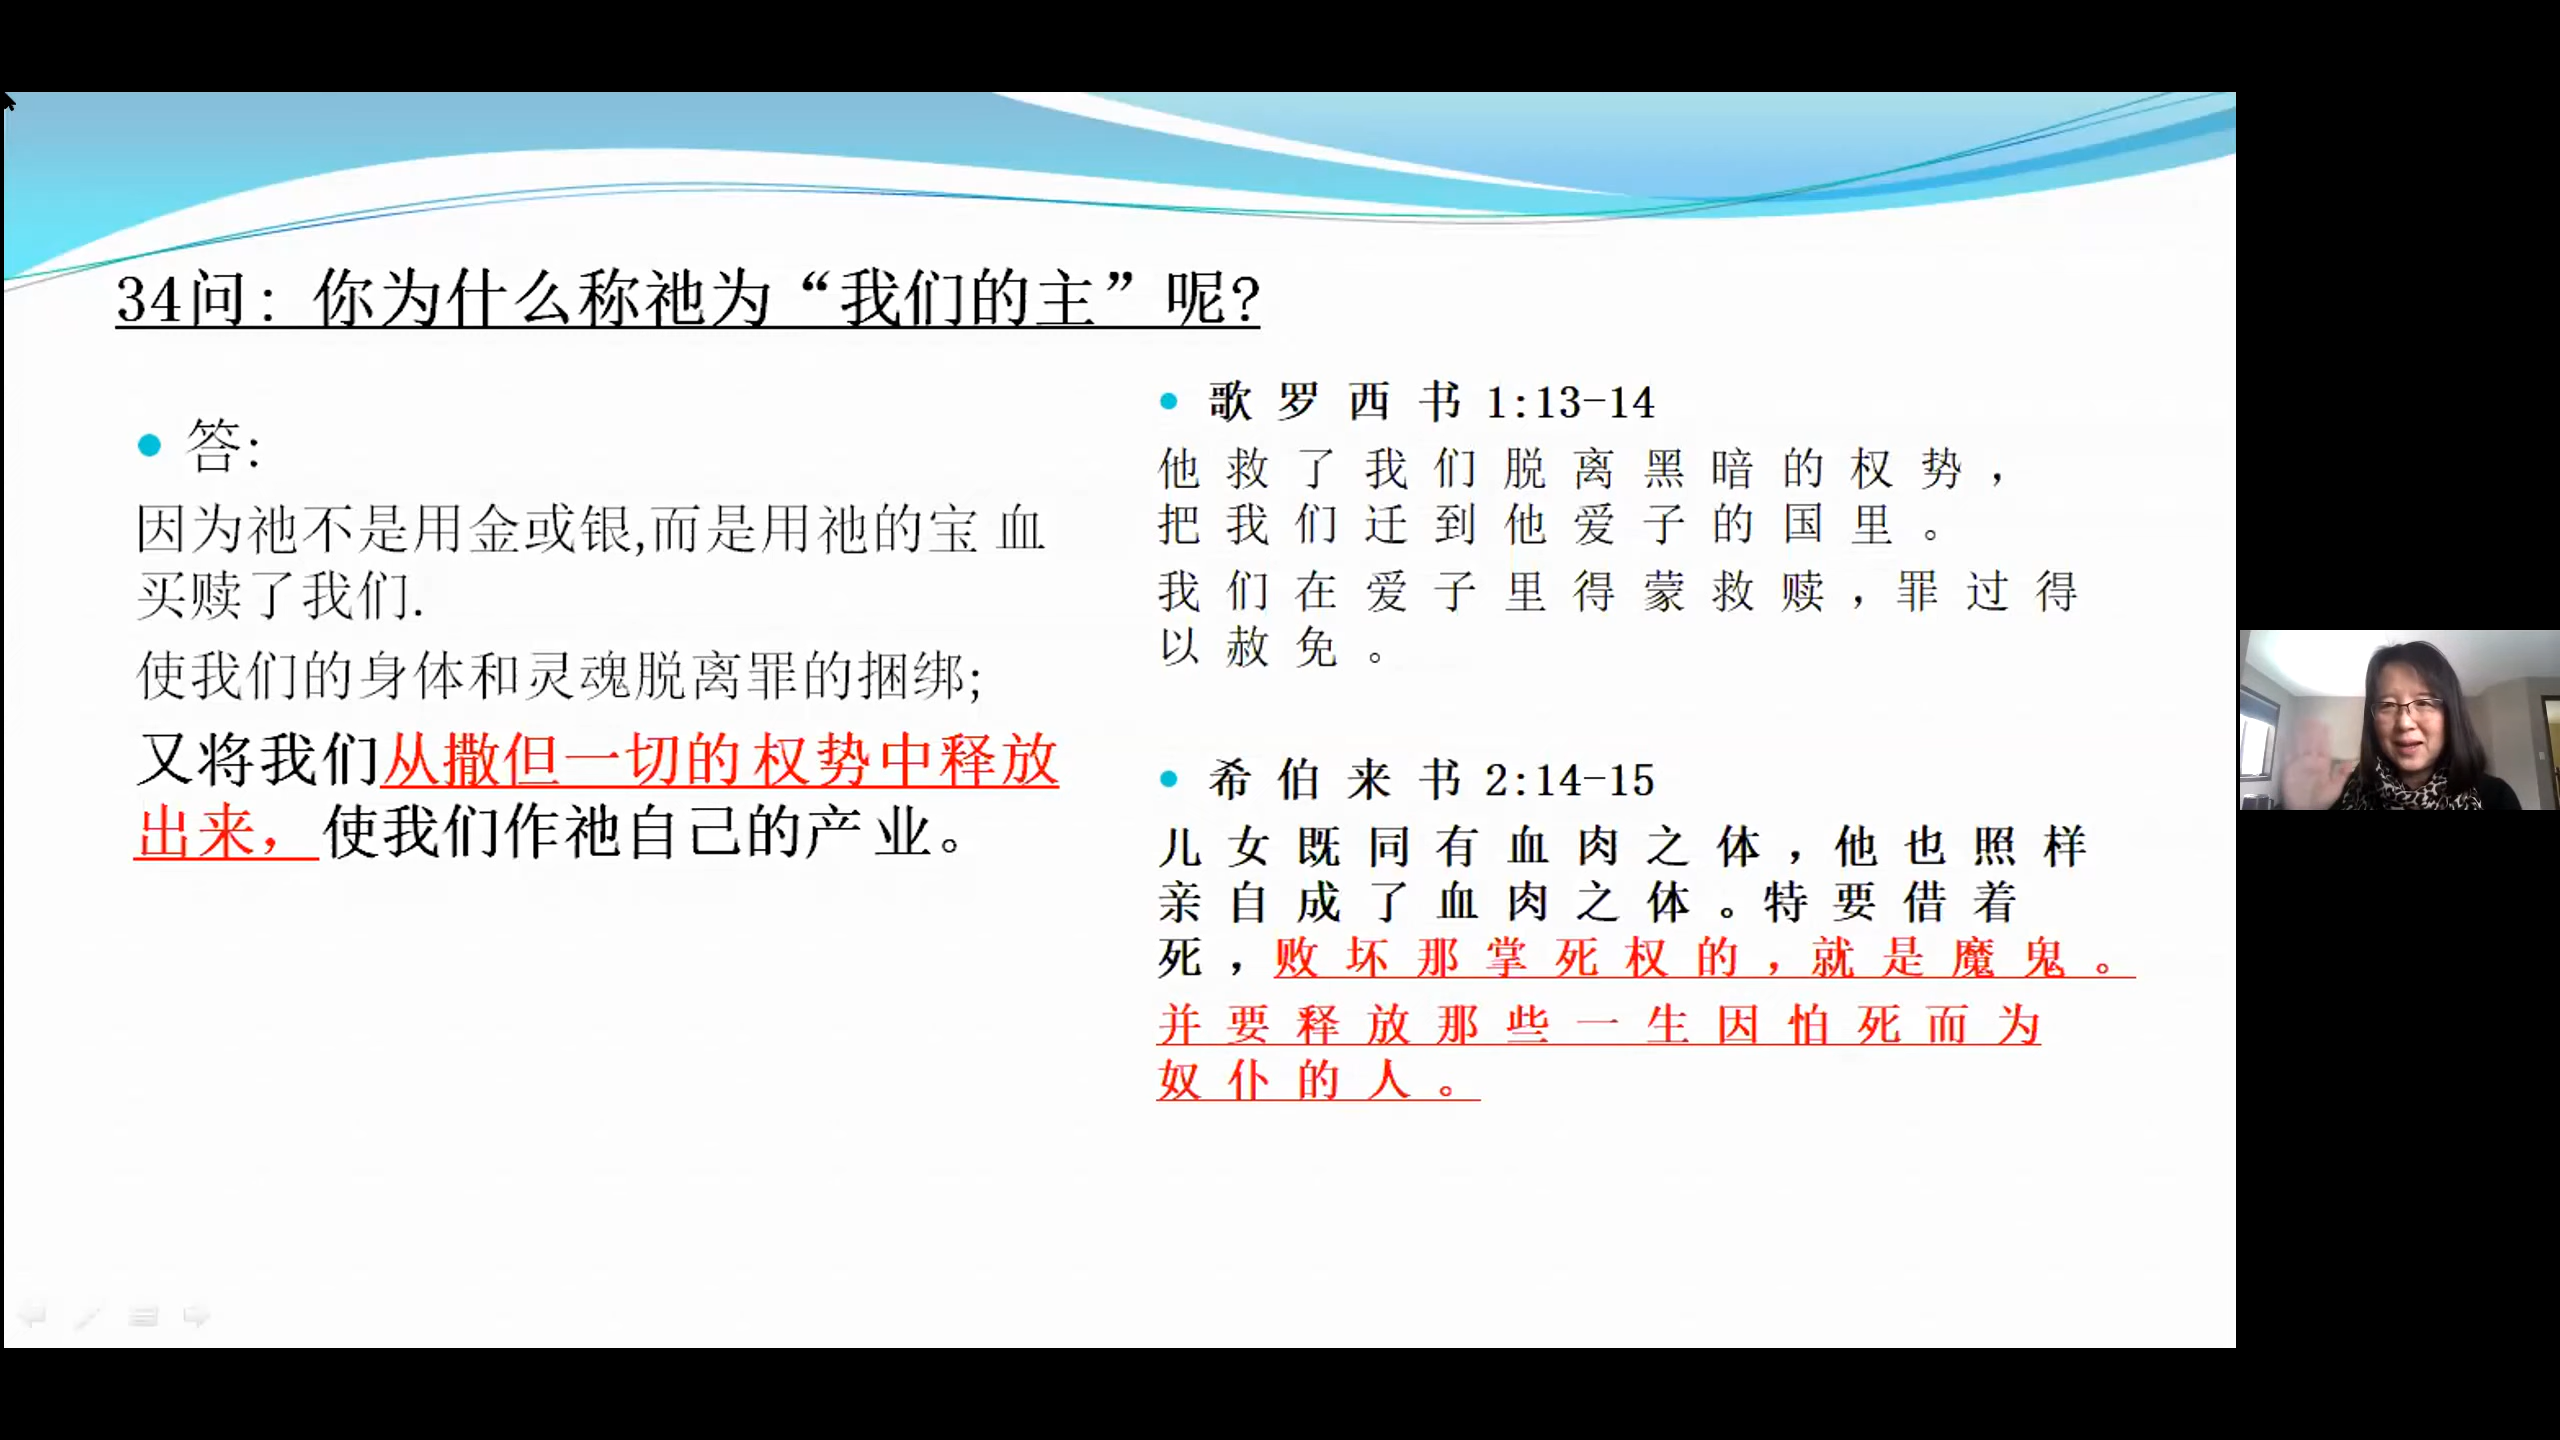 34问：你为什么称祂为“我们的主”呢?
• 答:
因为祂不是用金或银,而是用祂的宝 血
买赎了我们.
使我们的身体和灵魂脱离罪的捆绑;
又将我们从撒但一切的权势中释放
出来，使我们作祂自己的产业。
• 歌 罗 西 书 1:13-14
他 救 了 我 们 脱 离 黑 暗 的 权 势 ，
把 我 们 迁 到 他 爱 子 的 国 里 。
我 们 在 爱 子 里 得 蒙 救 赎 ，罪 过 得
以 赦 免 。
• 希 伯 来 书 2:14-15
儿 女 既 同 有 血 肉 之 体 ，他 也 照 样
亲 自 成 了 血 肉 之 体 。特 要 借 着
死 ，败 坏 那 掌 死 权 的 ，就 是 魔 鬼 。
并 要 释 放 那 些 一 生 因 怕 死 而 为
奴 仆 的 人 。